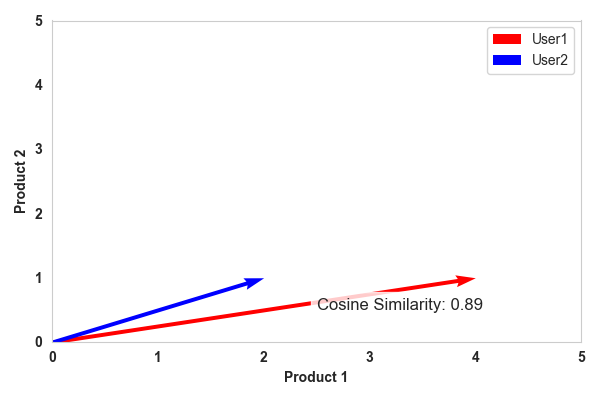 5
4
3
2
1
0
Product 2
User1
User2
Cosine Similarity: 0.89
0 1 2 3 4 5
Product 1